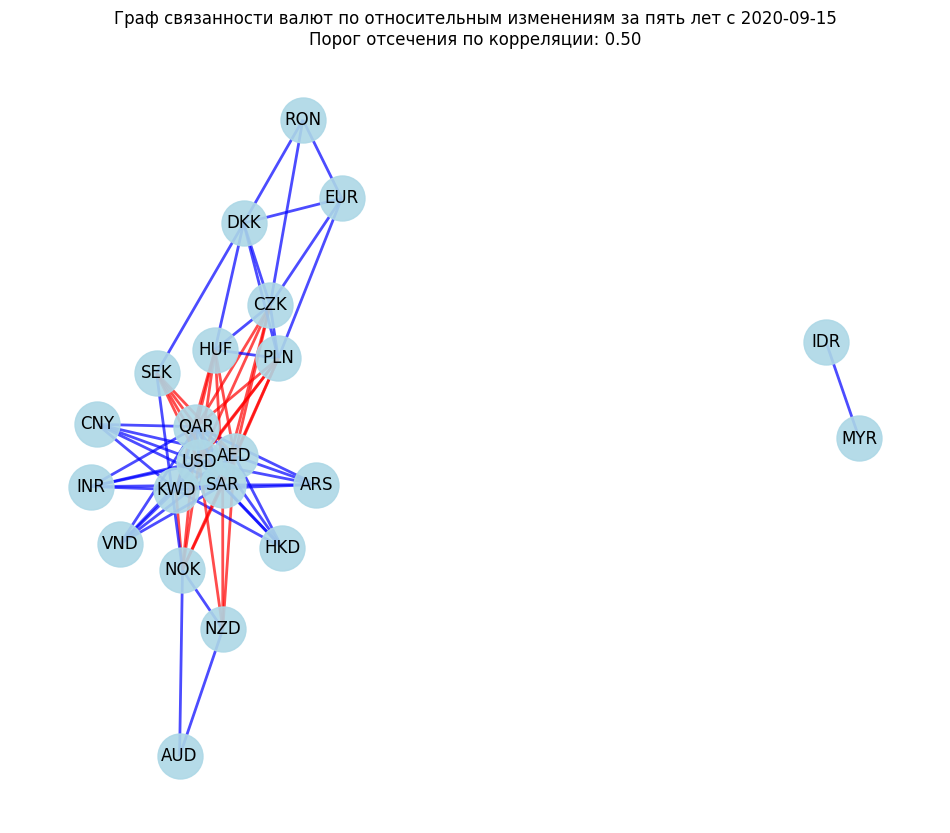 Граф связанности валют по относительным изменениям за пять лет с 2020-09-15
Порог отсечения по корреляции: 0.50
RON
EUR
DKK
CZK
IDR
HUF
PLN
SEK
CNY
QAR
MYR
AED
USD
INR
KWD
SAR
ARS
VND
HKD
NOK
NZD
AUD